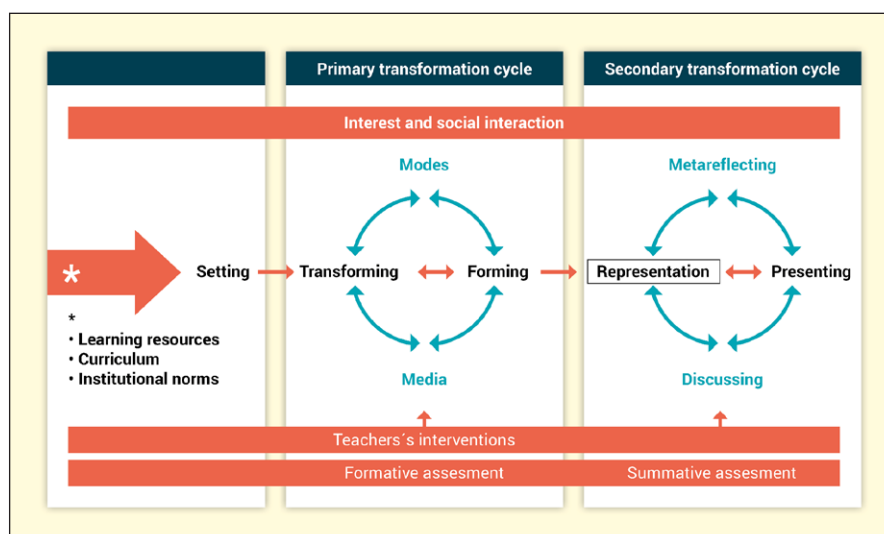 Primary transformation cycle
Secondary transformation cycle
Interest and social interaction
Modes
Metareflecting
*
Setting
Transforming
Forming
Representation
Presenting
*
• Learning resources
• Curriculum
• Institutional norms
Media
Discussing
Teachers´s interventions
Formative assesment
Summative assesment